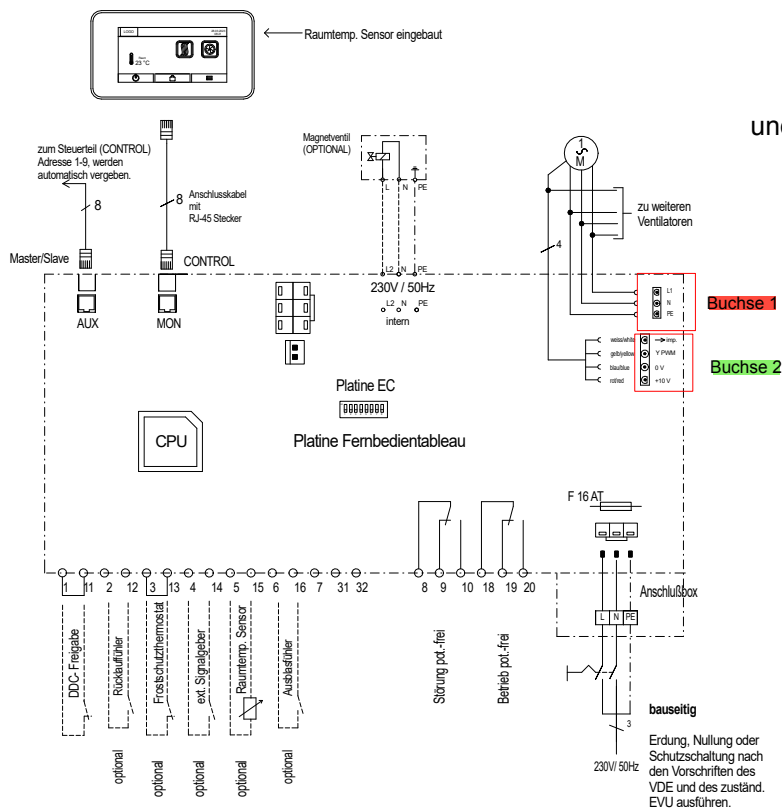 LOGO
Raum
23 °C
Raumtemp. Sensor eingebaut
und
zum Steuerteil (CONTROL)
Adresse 1-9, werden
automatisch vergeben.
8
8
Anschlusskabel
mit
RJ-45 Stecker
Master/Slave
CONTROL
AUX
MON
Magnetventil
(OPTIONAL)
L N PE
L2 N PE
230V / 50Hz
L2 N PE
intern
1
M
zu weiteren
Ventilatoren
4
L1
N
PE
Buchse 1
weiss/white
imp.
gelb/yellow
Y PWM
blau/blue
0 V
rot/red
+10 V
Buchse 2
Platine EC
CPU
Platine Fernbedientableau
F 16 AT
1 11 2 12 3 13 4 14 5 15 6 16 7 31 32 8 9 10 18 19 20
Anschlußbox
L N PE
DDC- Freigabe
Rücklauffühler
Frostschutzthermostat
ext. Signalgeber
Raumtemp. Sensor
Ausblasfühler
Störung pot.-frei
Betrieb pot.-frei
optional
optional
optional
optional
optional
3
230V/ 50Hz
bauseitig
Erdung, Nullung oder
Schutzschaltung nach
den Vorschriften des
VDE und des zuständ.
EVU ausführen.